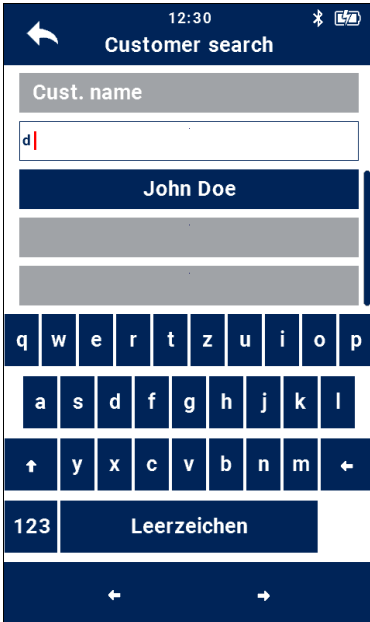 12:30
Customer search
Cust. name
d
John Doe
q w e r t z u i o p
a s d f g h j k l
y x c v b n m
123 Leerzeichen